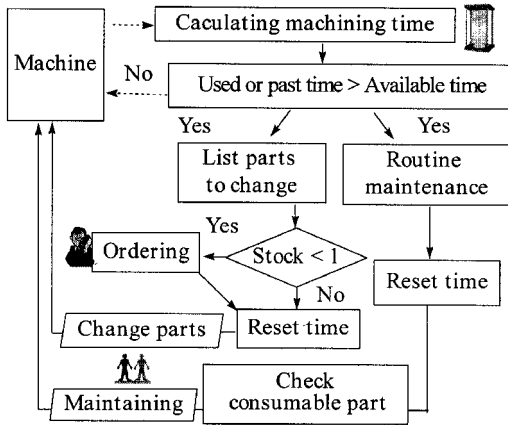 Caculating machining time
Machine
No
Used or past time > Available time
Yes
Yes
List parts
to change
Routine
maintenance
Yes
Ordering
Stock < 1
Reset time
No
Change parts
Reset time
Check
consumable part
Maintaining